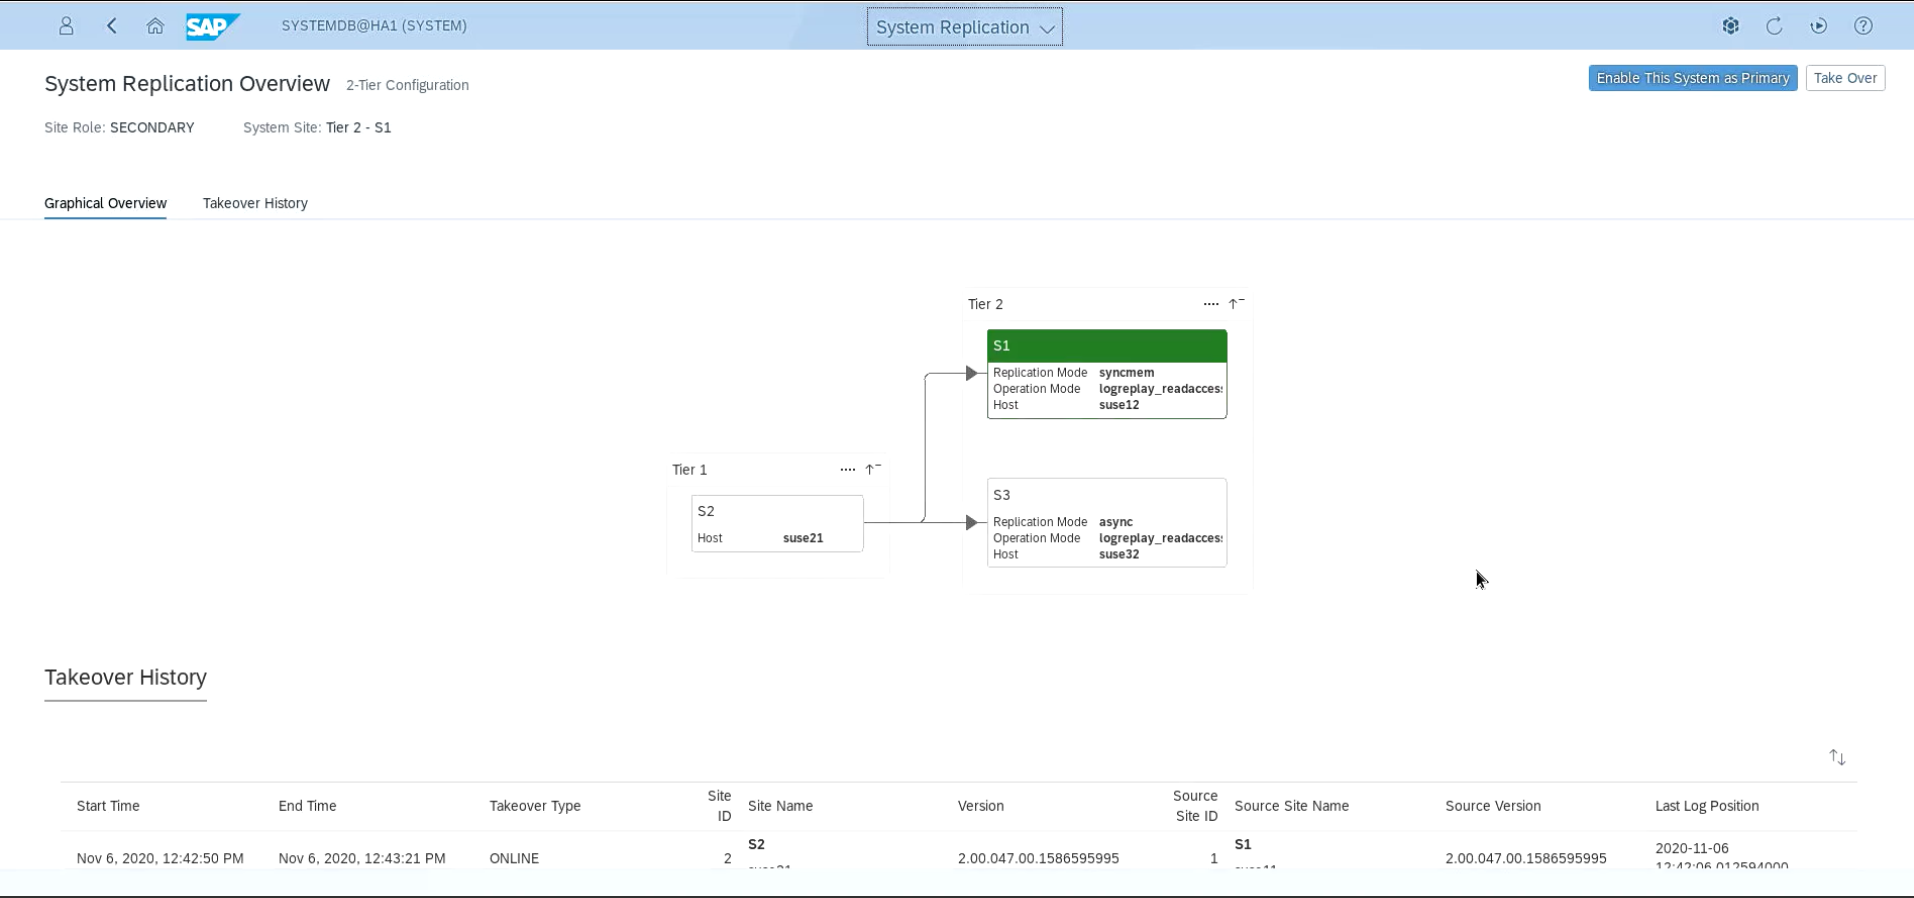 SAP SYSTEMDB@HA1 (SYSTEM) System Replication
System Replication Overview 2-Tier Configuration Enable This System as Primary Take Over
Site Role: SECONDARY System Site: Tier 2 - S1
Graphical Overview Takeover History
Tier 2
S1
Replication Mode syncmem
Operation Mode logreplay_readacces
Host suse12
Tier 1
S2
Host suse21
S3
Replication Mode async
Operation Mode logreplay_readacces
Host suse32
Takeover History
Start Time End Time Takeover Type Site ID Site Name Version Source Site ID Source Site Name Source Version Last Log Position
Nov 6, 2020, 12:42:50 PM Nov 6, 2020, 12:43:21 PM ONLINE 2 S2 2.00.047.00.1586595995 1 S1 2.00.047.00.1586595995 2020-11-06
12:42:06.012594000